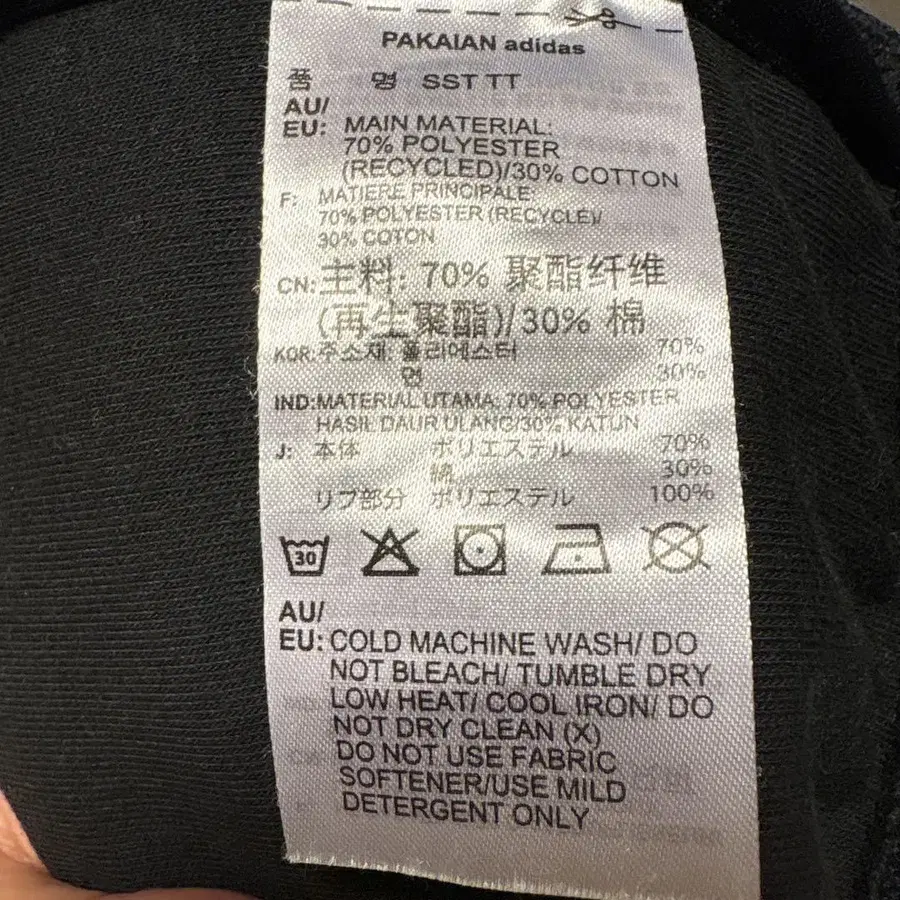 PAKAIAN adidas
품 명 SST TT
AU/
EU: MAIN MATERIAL:
70% POLYESTER
(RECYCLED)/30% COTTON
F: MATIERE PRINCIPALE:
70% POLYESTER (RECYCLE)/
30% COTON
CN: 主料: 70% 聚酯纤维
(再生聚酯)/30% 棉
KOR: 주소재: 폴리에스터 70%
면 30%
IND: MATERIAL UTAMA: 70% POLYESTER
HASIL DAUR ULANG/30% KATUN
J: 本体 ポリエステル 70%
綿 30%
リブ部分 ポリエステル 100%
30
AU/
EU: COLD MACHINE WASH/ DO
NOT BLEACH/ TUMBLE DRY
LOW HEAT/ COOL IRON/ DO
NOT DRY CLEAN (X)
DO NOT USE FABRIC
SOFTENER/USE MILD
DETERGENT ONLY